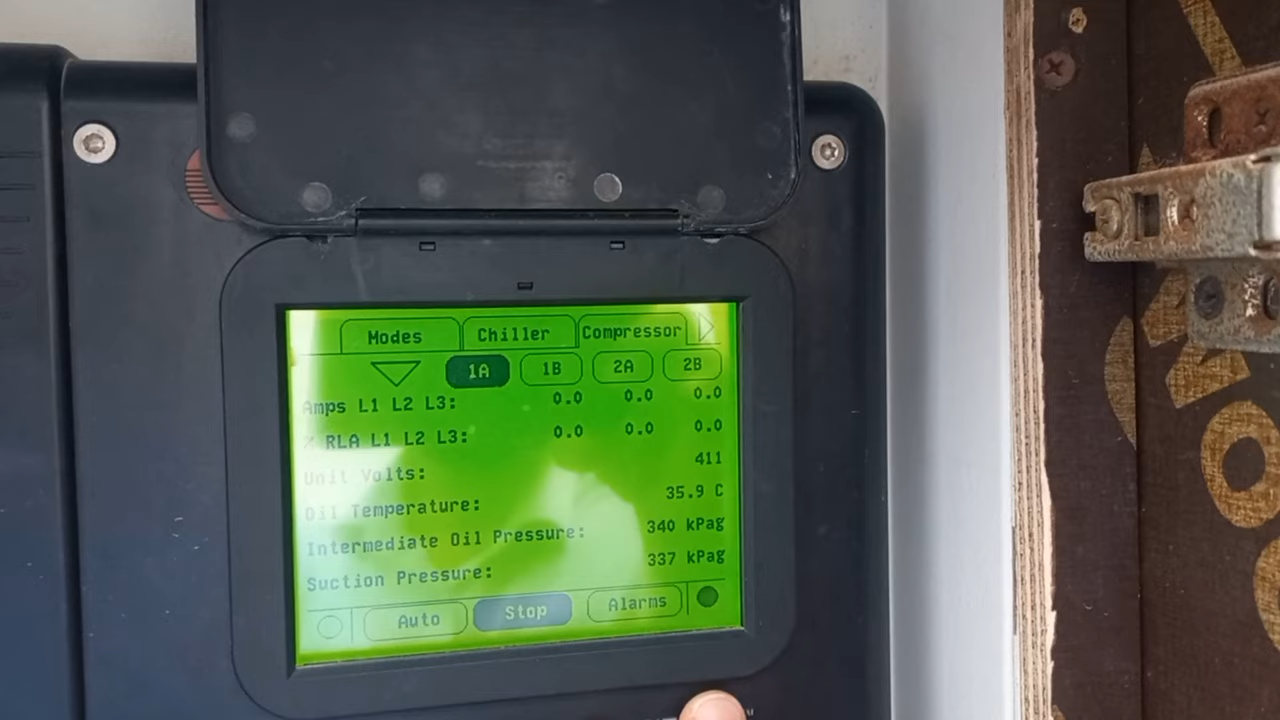 Modes Chiller Compressor
1A 1B 2A 2B
Amps L1 L2 L3: 0.0 0.0 0.0
% RLA L1 L2 L3: 0.0 0.0 0.0
Unit Volts: 411
Oil Temperature: 35.9 C
Intermediate Oil Pressure: 340 kPag
Suction Pressure: 337 kPag
Auto Stop Alarms